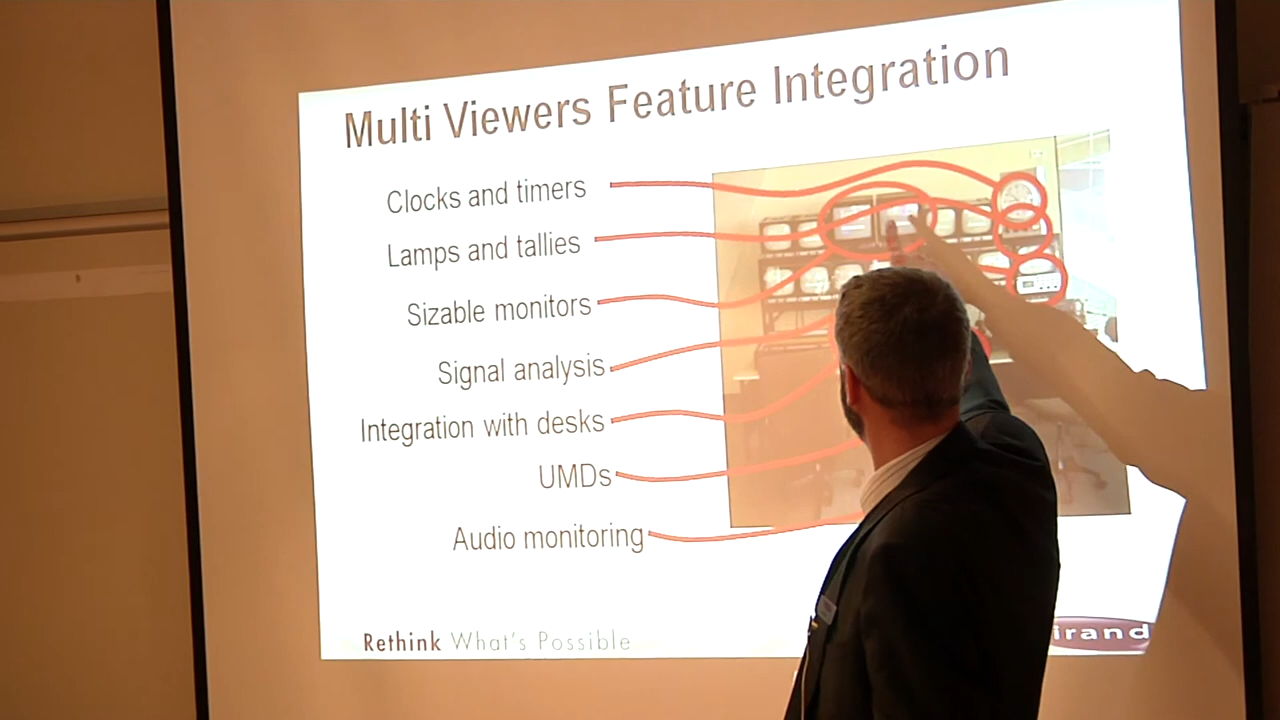 Multi Viewers Feature Integration
Clocks and timers
Lamps and tallies
Sizable monitors
Signal analysis
Integration with desks
UMDs
Audio monitoring
Rethink What's Possible
irand